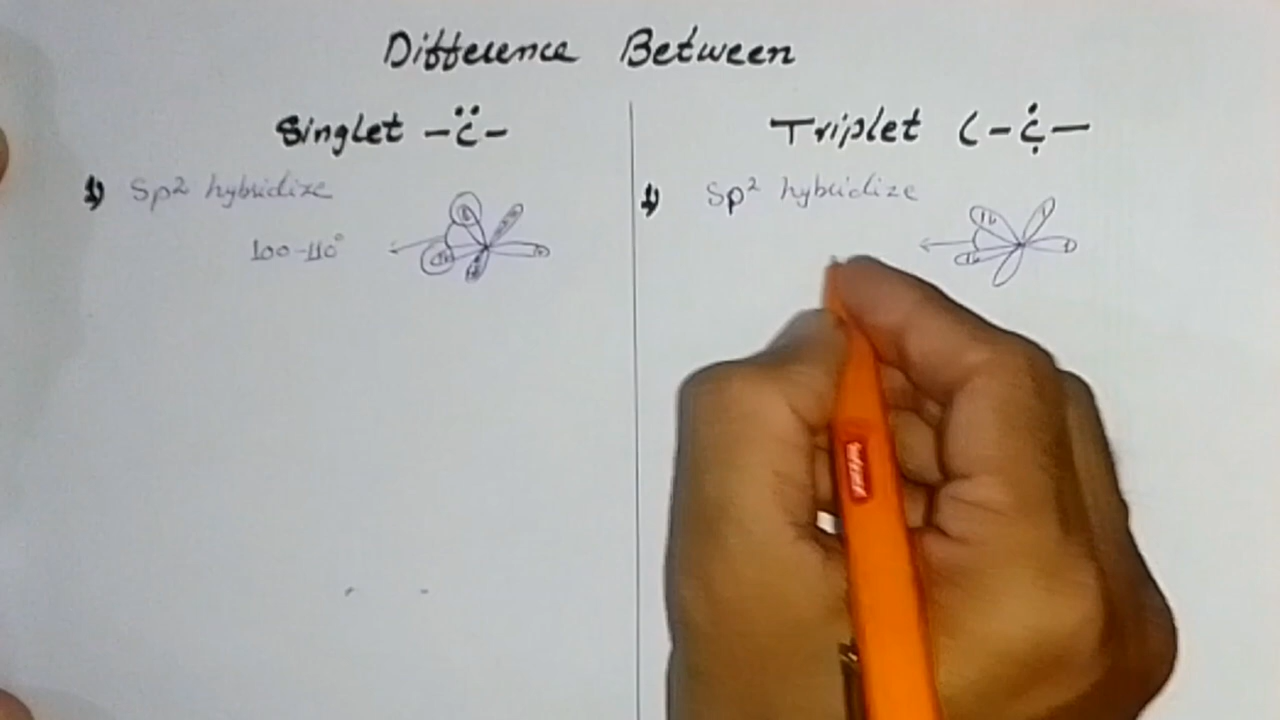 Difference Between
Singlet -C̈-
Triplet (-Ċ̣-
1) Sp² hybridize
100-110°
1) Sp² hybridize